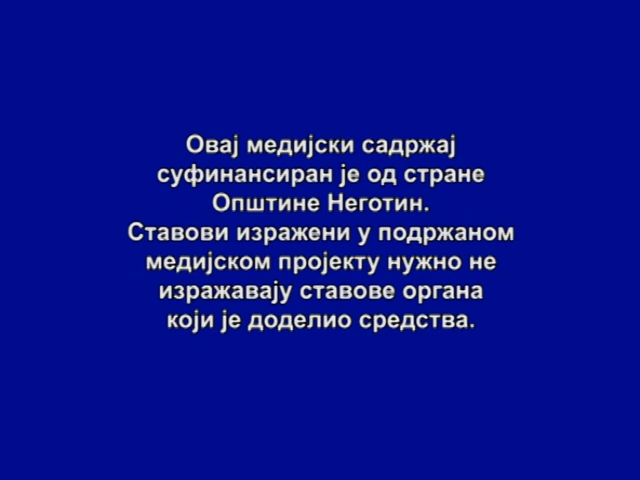 Овај медијски садржај
суфинансиран је од стране
Општине Неготин.
Ставови изражени у подржаном
медијском пројекту нужно не
изражавају ставове органа
који је доделио средства.